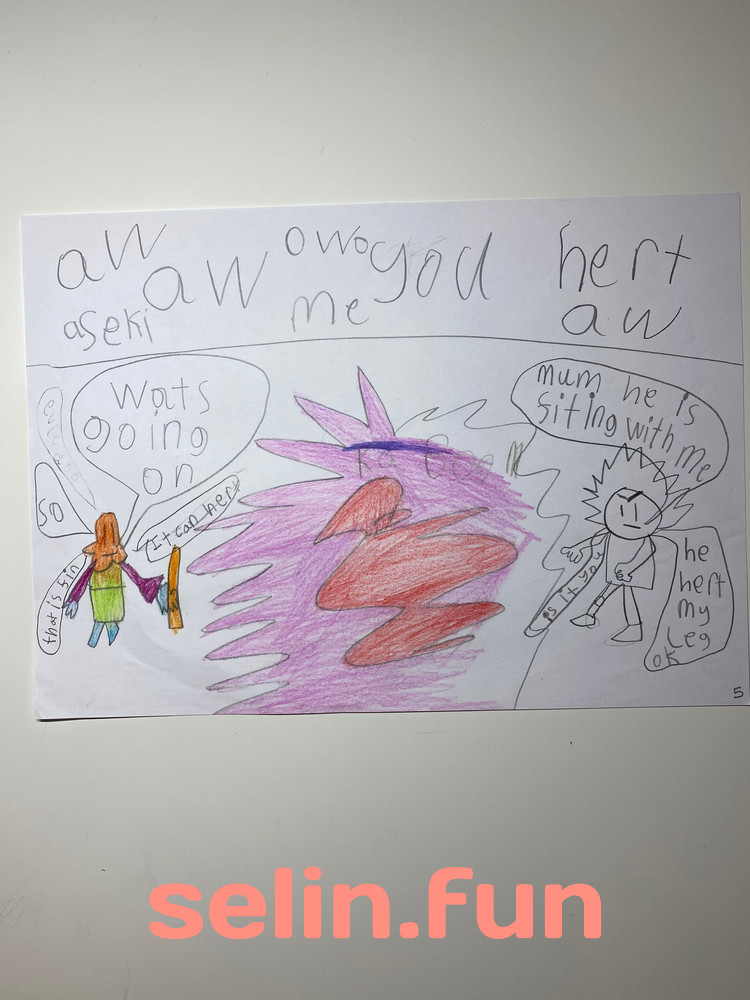 aw aw owo you hert
aseki me aw
wats
going
on
so
It can hert
that is fin
mum he is
siting with me
is it you
he
hert
my
Leg
ok
5
selin.fun